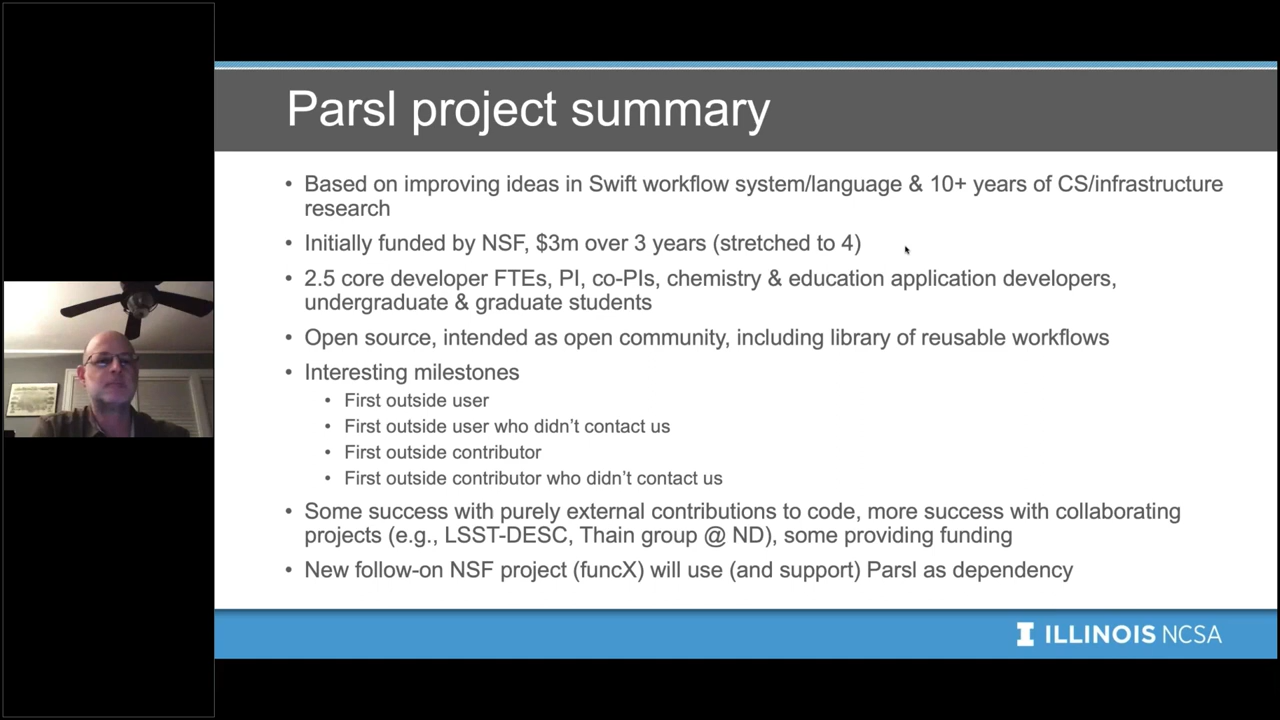 Parsl project summary
• Based on improving ideas in Swift workflow system/language & 10+ years of CS/infrastructure
research
• Initially funded by NSF, $3m over 3 years (stretched to 4)
• 2.5 core developer FTEs, PI, co-PIs, chemistry & education application developers,
undergraduate & graduate students
• Open source, intended as open community, including library of reusable workflows
• Interesting milestones
• First outside user
• First outside user who didn’t contact us
• First outside contributor
• First outside contributor who didn’t contact us
• Some success with purely external contributions to code, more success with collaborating
projects (e.g., LSST-DESC, Thain group @ ND), some providing funding
• New follow-on NSF project (funcX) will use (and support) Parsl as dependency
ILLINOIS NCSA